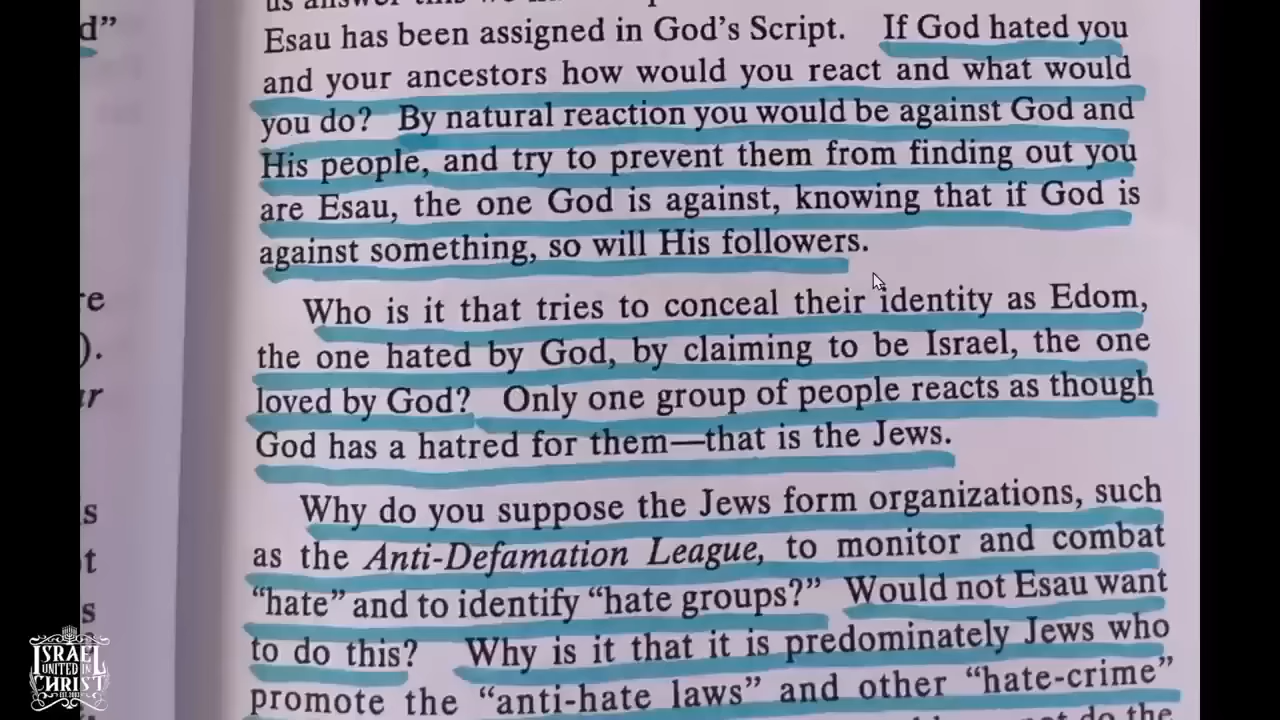 d”
us answer this we
Esau has been assigned in God’s Script. If God hated you
and your ancestors how would you react and what would
you do? By natural reaction you would be against God and
His people, and try to prevent them from finding out you
are Esau, the one God is against, knowing that if God is
against something, so will His followers.
re
Who is it that tries to conceal their identity as Edom,
the one hated by God, by claiming to be Israel, the one
).
loved by God? Only one group of people reacts as though
God has a hatred for them—that is the Jews.
Why do you suppose the Jews form organizations, such
s
as the Anti-Defamation League, to monitor and combat
t
“hate” and to identify “hate groups?” Would not Esau want
s
to do this? Why is it that it is predominately Jews who
promote the “anti-hate laws” and other “hate-crime”
do the
ISRAEL
UNITED IN
CHRIST